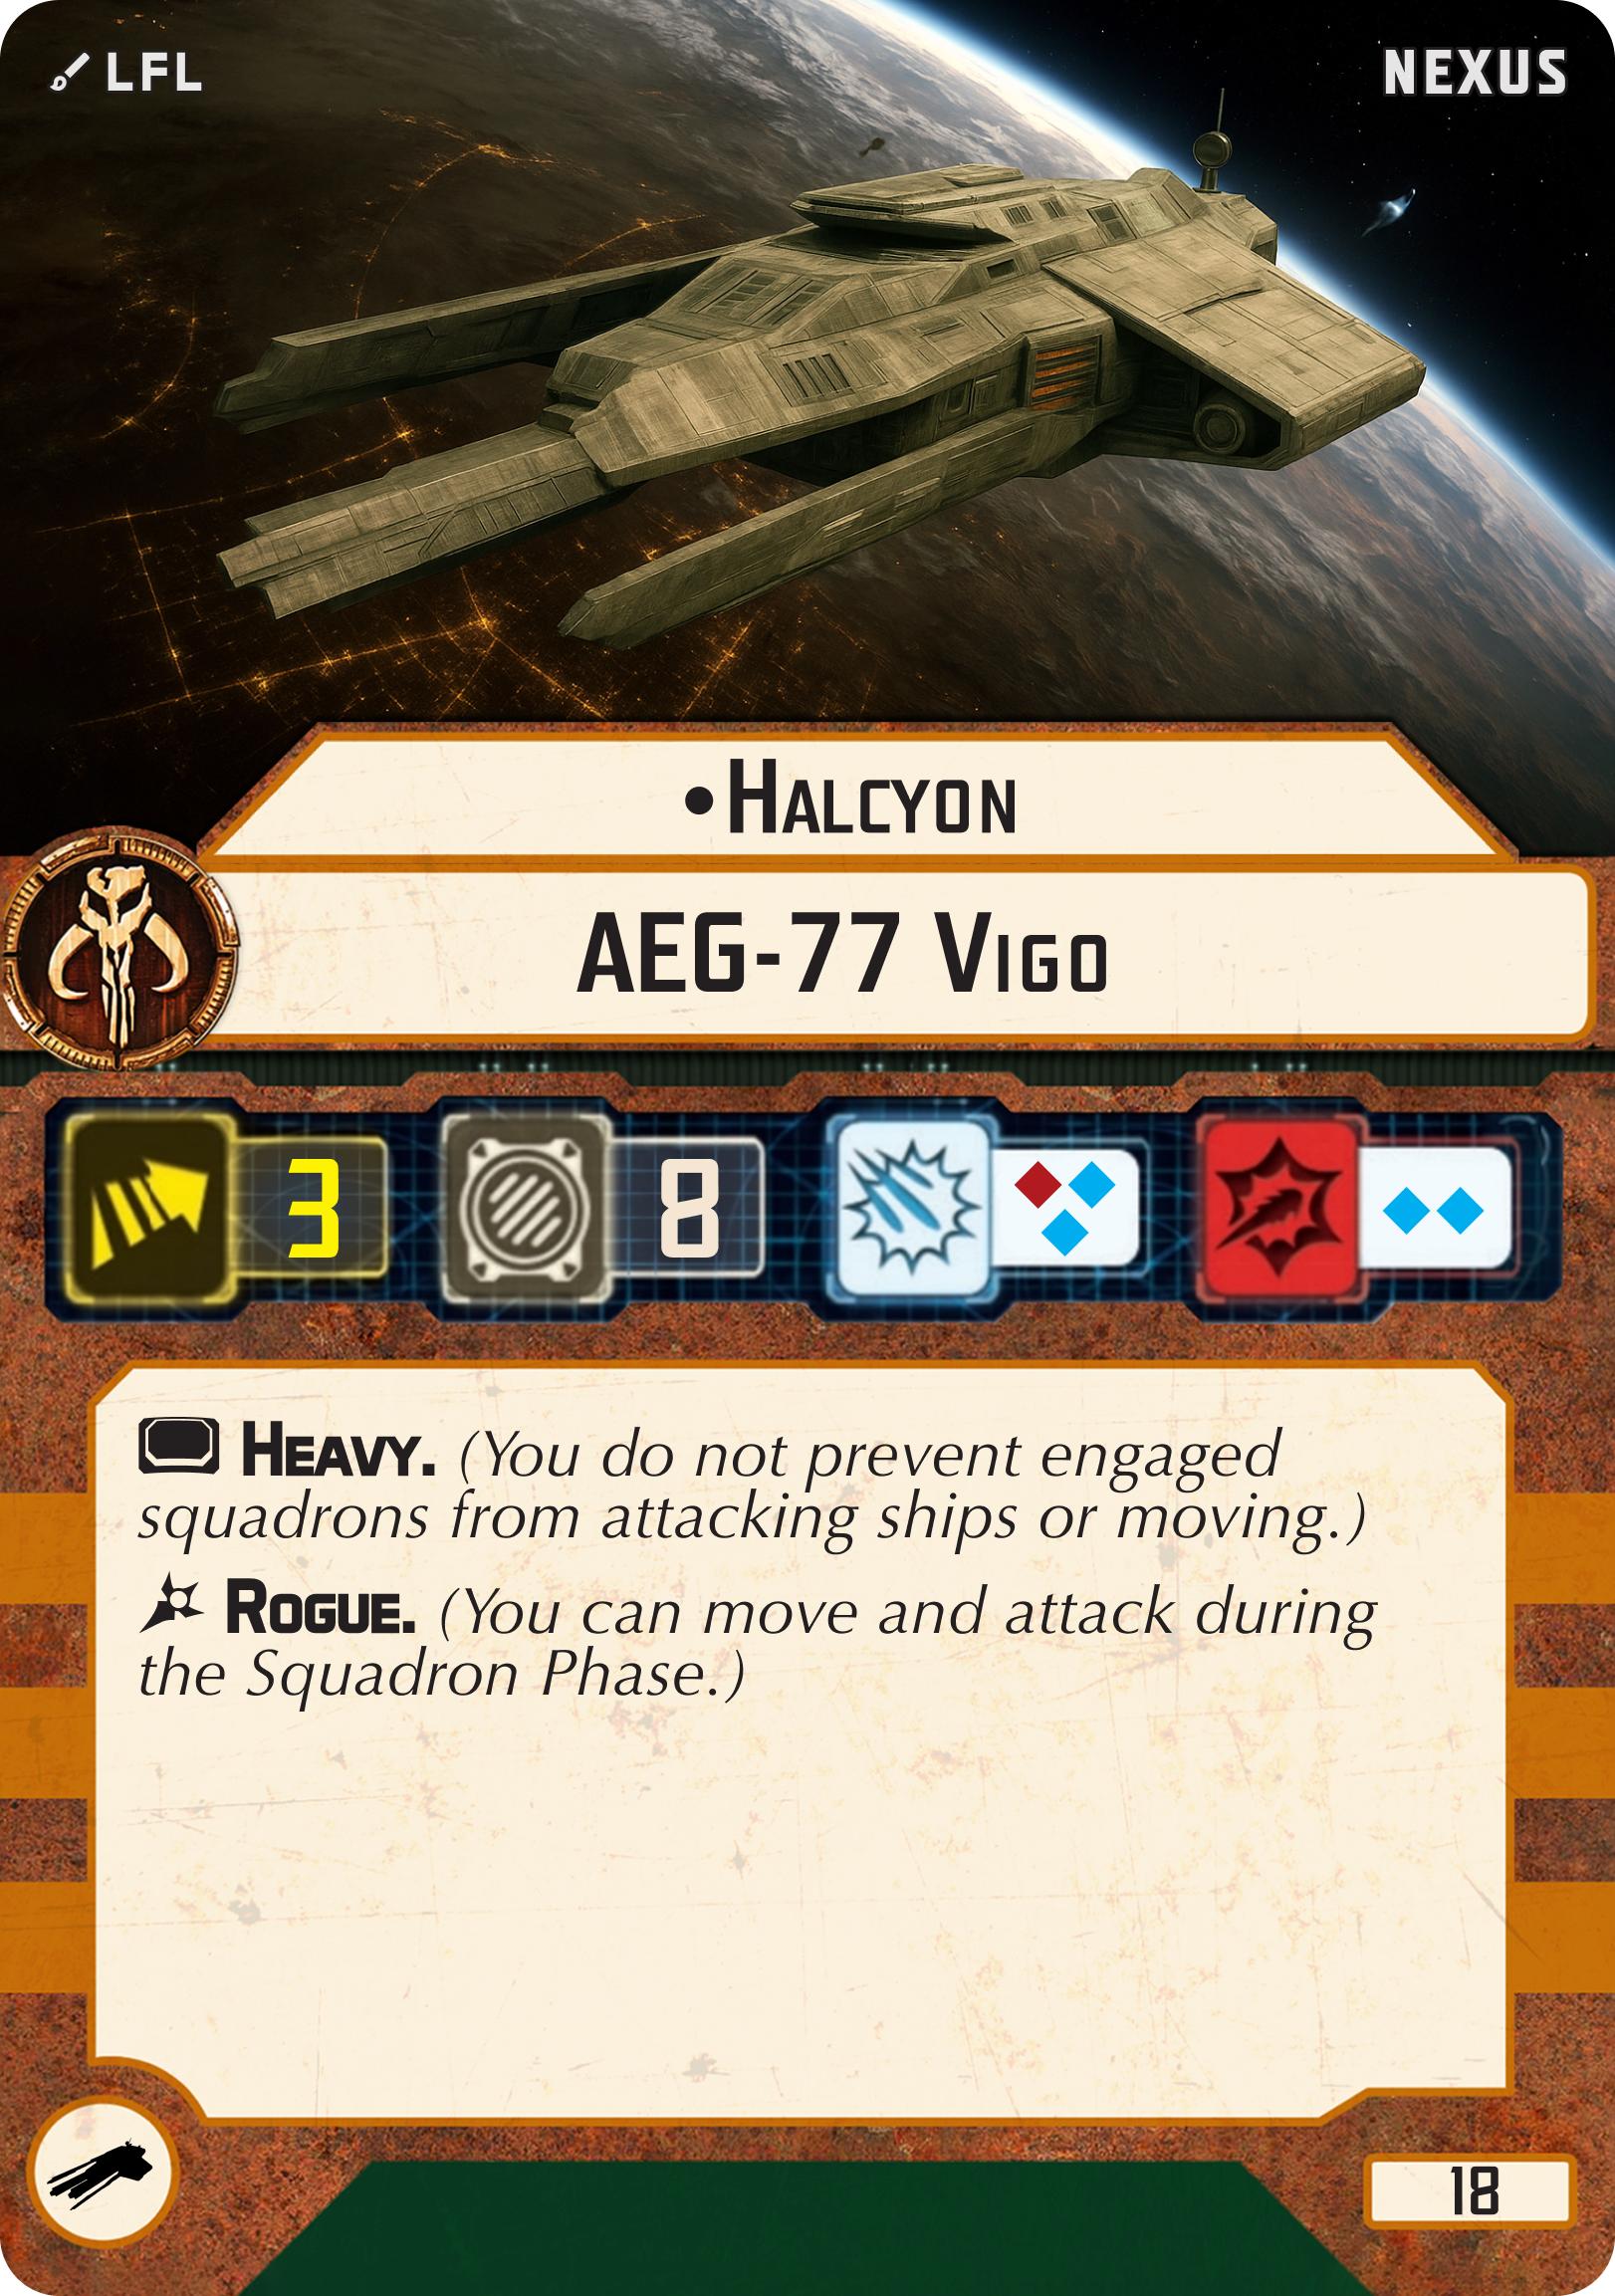 LFL
NEXUS
•Halcyon
AEG-77 Vigo
3
8
Heavy. (You do not prevent engaged
squadrons from attacking ships or moving.)
Rogue. (You can move and attack during
the Squadron Phase.)
18